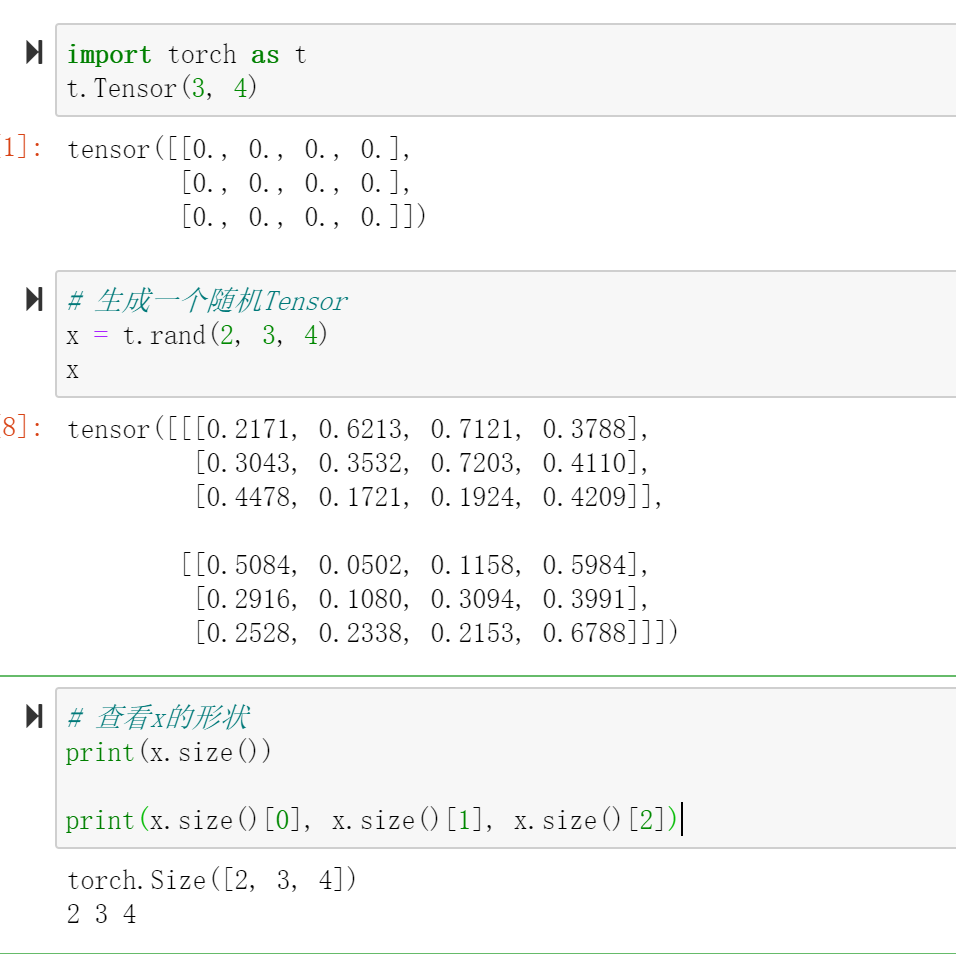 import torch as t
t.Tensor(3, 4)
1]: tensor([[0., 0., 0., 0.],
[0., 0., 0., 0.],
[0., 0., 0., 0.]])
# 生成一个随机Tensor
x = t.rand(2, 3, 4)
x
8]: tensor([[[0.2171, 0.6213, 0.7121, 0.3788],
[0.3043, 0.3532, 0.7203, 0.4110],
[0.4478, 0.1721, 0.1924, 0.4209]],
[[0.5084, 0.0502, 0.1158, 0.5984],
[0.2916, 0.1080, 0.3094, 0.3991],
[0.2528, 0.2338, 0.2153, 0.6788]]])
# 查看x的形状
print(x.size())
print(x.size()[0], x.size()[1], x.size()[2])
torch.Size([2, 3, 4])
2 3 4